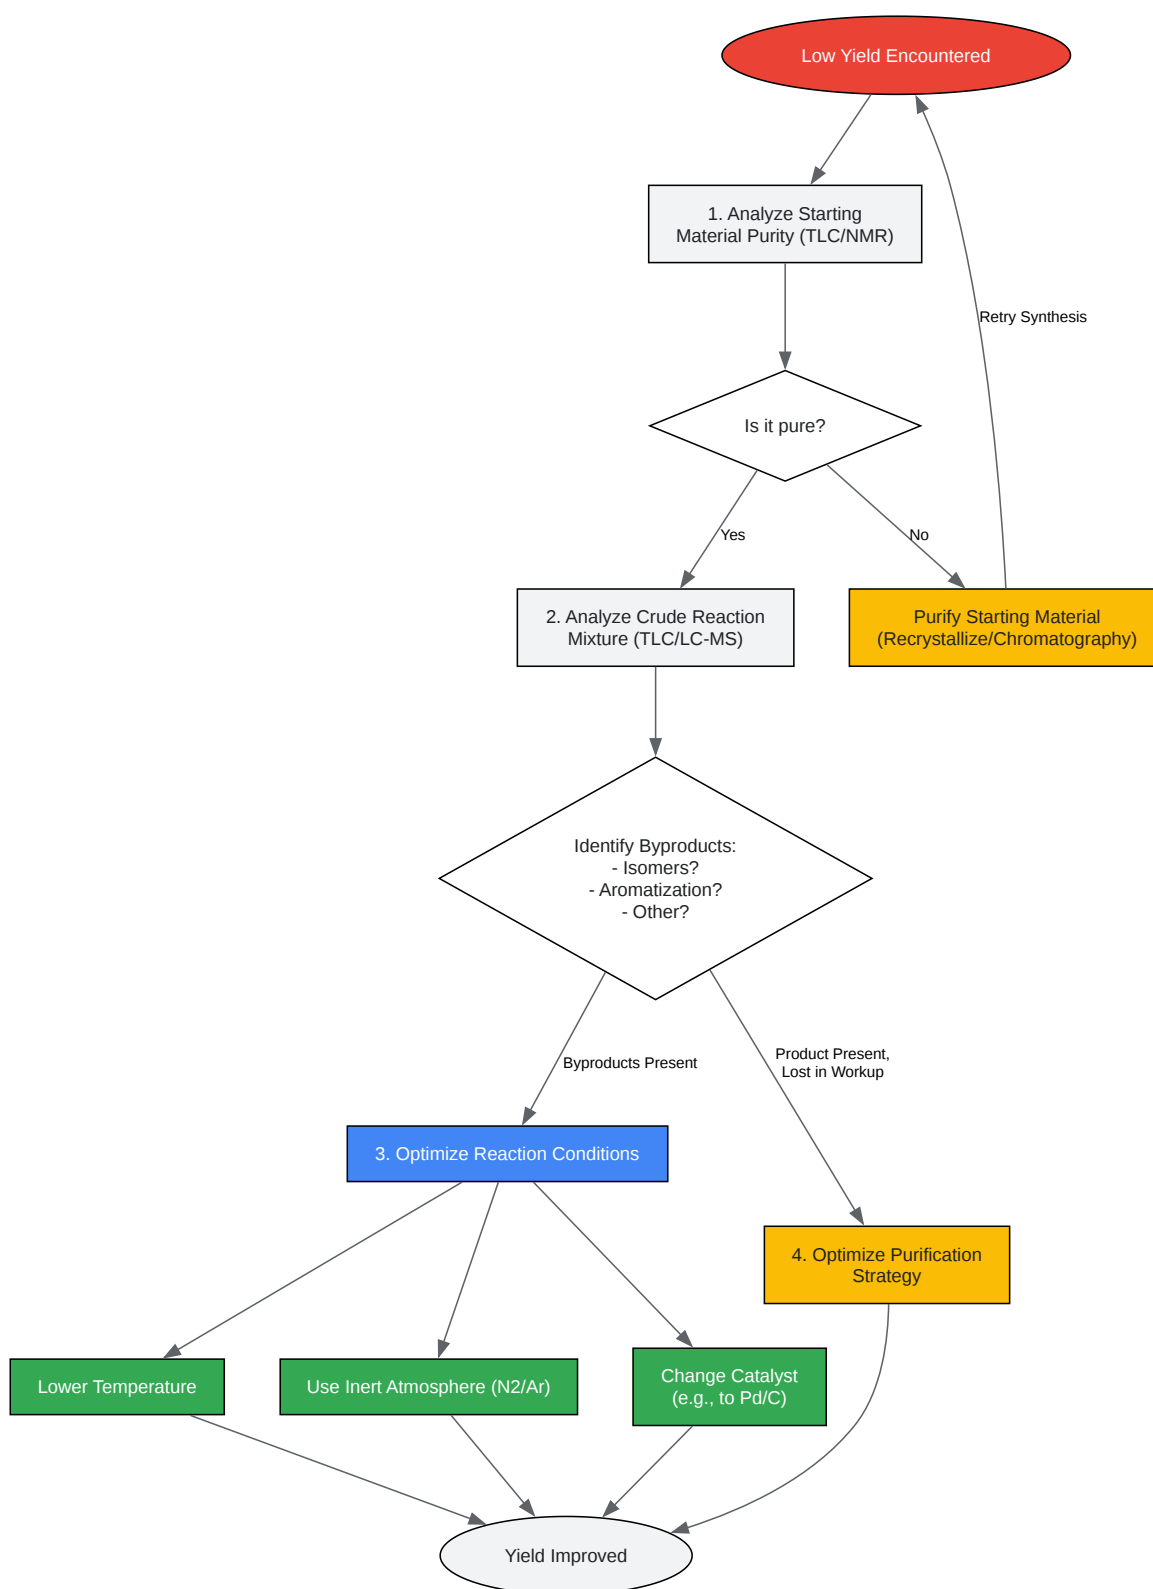 Low Yield Encountered
1. Analyze Starting
Material Purity (TLC/NMR)
Retry Synthesis
Is it pure?
Yes
No
2. Analyze Crude Reaction
Mixture (TLC/LC-MS)
Purify Starting Material
(Recrystallize/Chromatography)
Identify Byproducts:
- Isomers?
- Aromatization?
- Other?
Byproducts Present
Product Present,
Lost in Workup
3. Optimize Reaction Conditions
4. Optimize Purification
Strategy
Lower Temperature
Use Inert Atmosphere (N2/Ar)
Change Catalyst
(e.g., to Pd/C)
Yield Improved